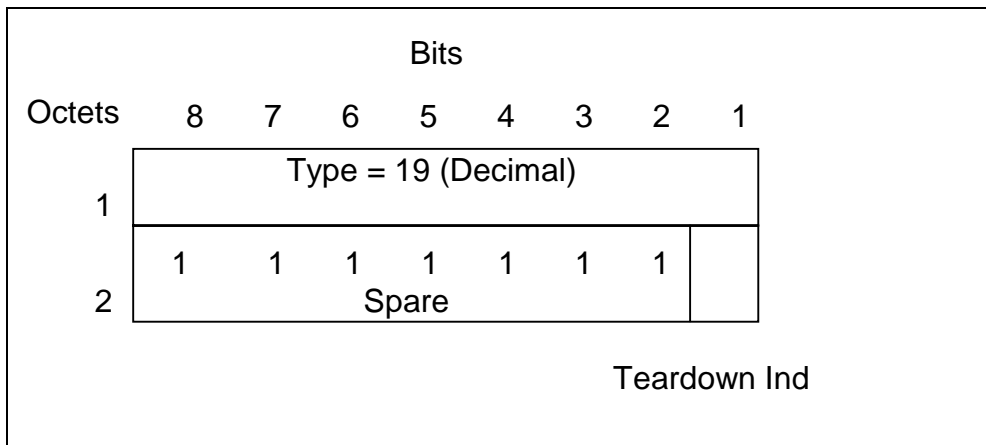 Bits
Octets 8 7 6 5 4 3 2 1
Type = 19 (Decimal)
1
1 1 1 1 1 1 1
2 Spare
Teardown Ind